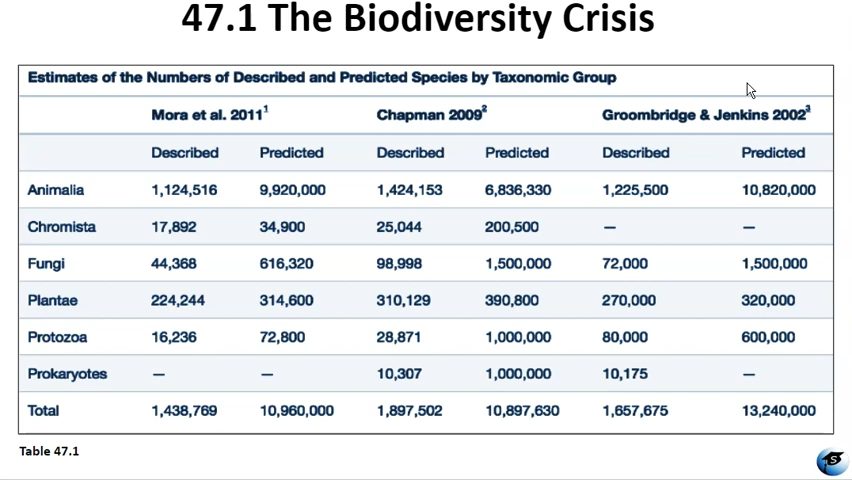 47.1 The Biodiversity Crisis
Estimates of the Numbers of Described and Predicted Species by Taxonomic Group
Mora et al. 2011¹ Chapman 2009² Groombridge & Jenkins 2002³
Described Predicted Described Predicted Described Predicted
Animalia 1,124,516 9,920,000 1,424,153 6,836,330 1,225,500 10,820,000
Chromista 17,892 34,900 25,044 200,500 — —
Fungi 44,368 616,320 98,998 1,500,000 72,000 1,500,000
Plantae 224,244 314,600 310,129 390,800 270,000 320,000
Protozoa 16,236 72,800 28,871 1,000,000 80,000 600,000
Prokaryotes — — 10,307 1,000,000 10,175 —
Total 1,438,769 10,960,000 1,897,502 10,897,630 1,657,675 13,240,000
Table 47.1
S